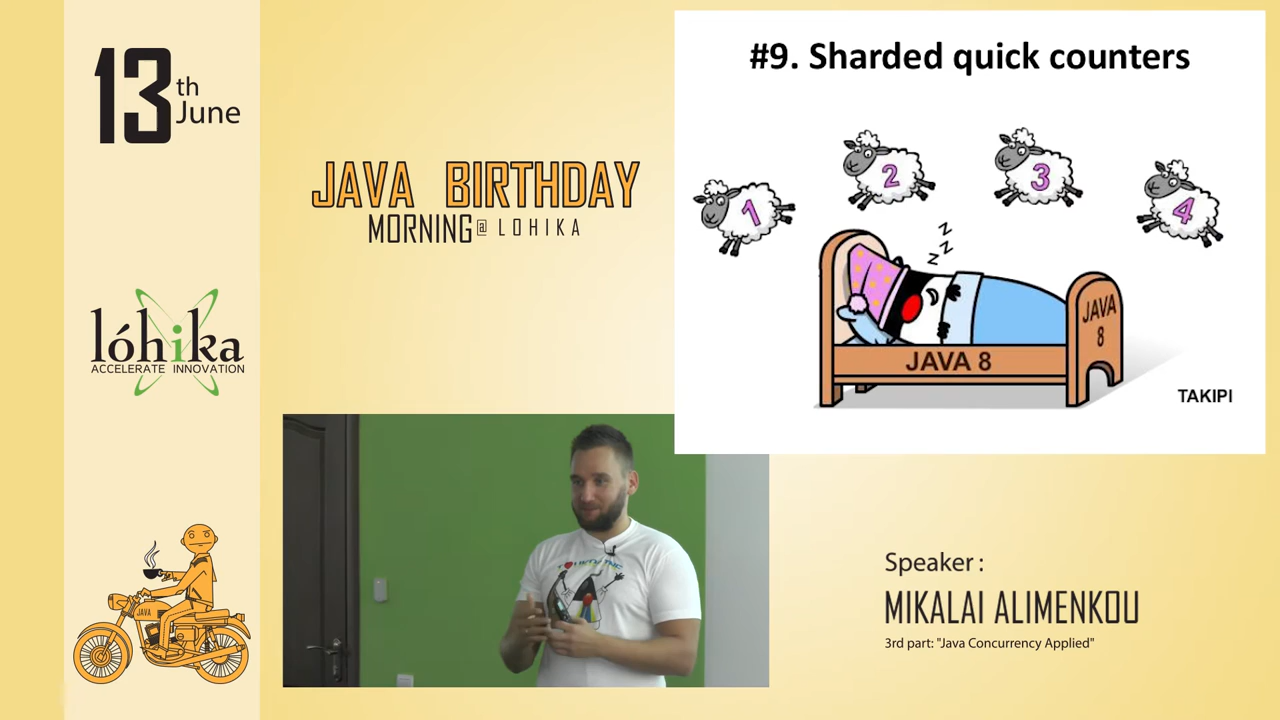 13th June
JAVA BIRTHDAY
MORNING @ LOHIKA
lóhika
ACCELERATE INNOVATION
JAVA
#9. Sharded quick counters
1
2
3
4
z z z
JAVA 8
JAVA 8
TAKIPI
Speaker :
MIKALAI ALIMENKOU
3rd part: "Java Concurrency Applied"